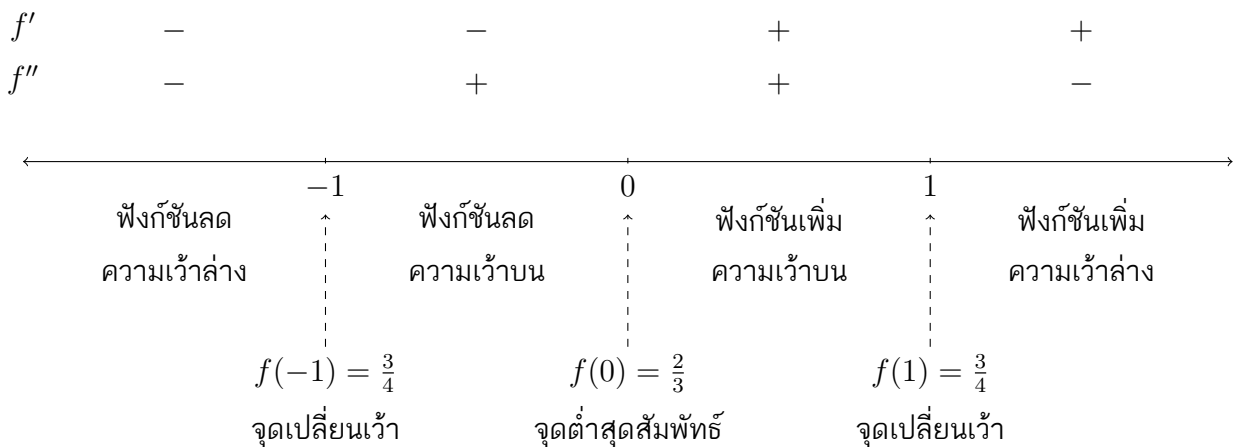 f′ − − + +
f″ − + + −
−1 0 1
ฟังก์ชันลด ฟังก์ชันลด ฟังก์ชันเพิ่ม ฟังก์ชันเพิ่ม
ความเว้าล่าง ความเว้าบน ความเว้าบน ความเว้าล่าง
f(−1) = 3/4 f(0) = 2/3 f(1) = 3/4
จุดเปลี่ยนเว้า จุดต่ำสุดสัมพัทธ์ จุดเปลี่ยนเว้า